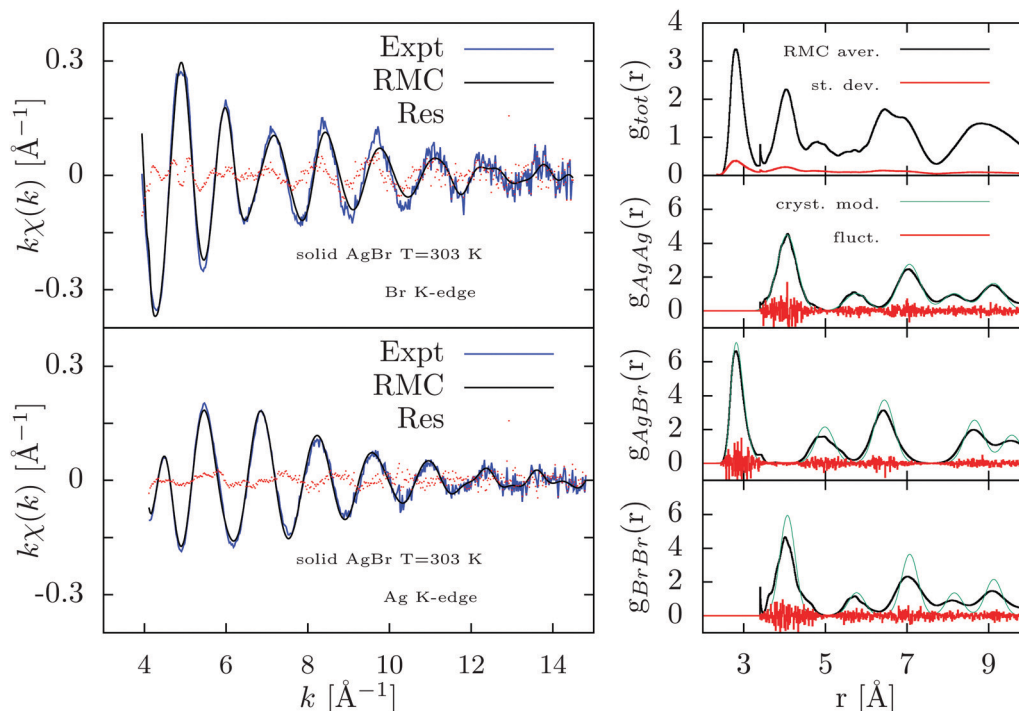 0.3
0
-0.3
kχ(k) [Å⁻¹]
Expt
RMC
Res
solid AgBr T=303 K
Br K-edge
0.3
0
-0.3
kχ(k) [Å⁻¹]
Expt
RMC
Res
solid AgBr T=303 K
Ag K-edge
4 6 8 10 12 14
k [Å⁻¹]
4
3
2
1
0
g_tot(r)
RMC aver.
st. dev.
6
4
2
0
g_AgAg(r)
cryst. mod.
fluct.
6
4
2
0
g_AgBr(r)
6
4
2
0
g_BrBr(r)
3 5 7 9
r [Å]